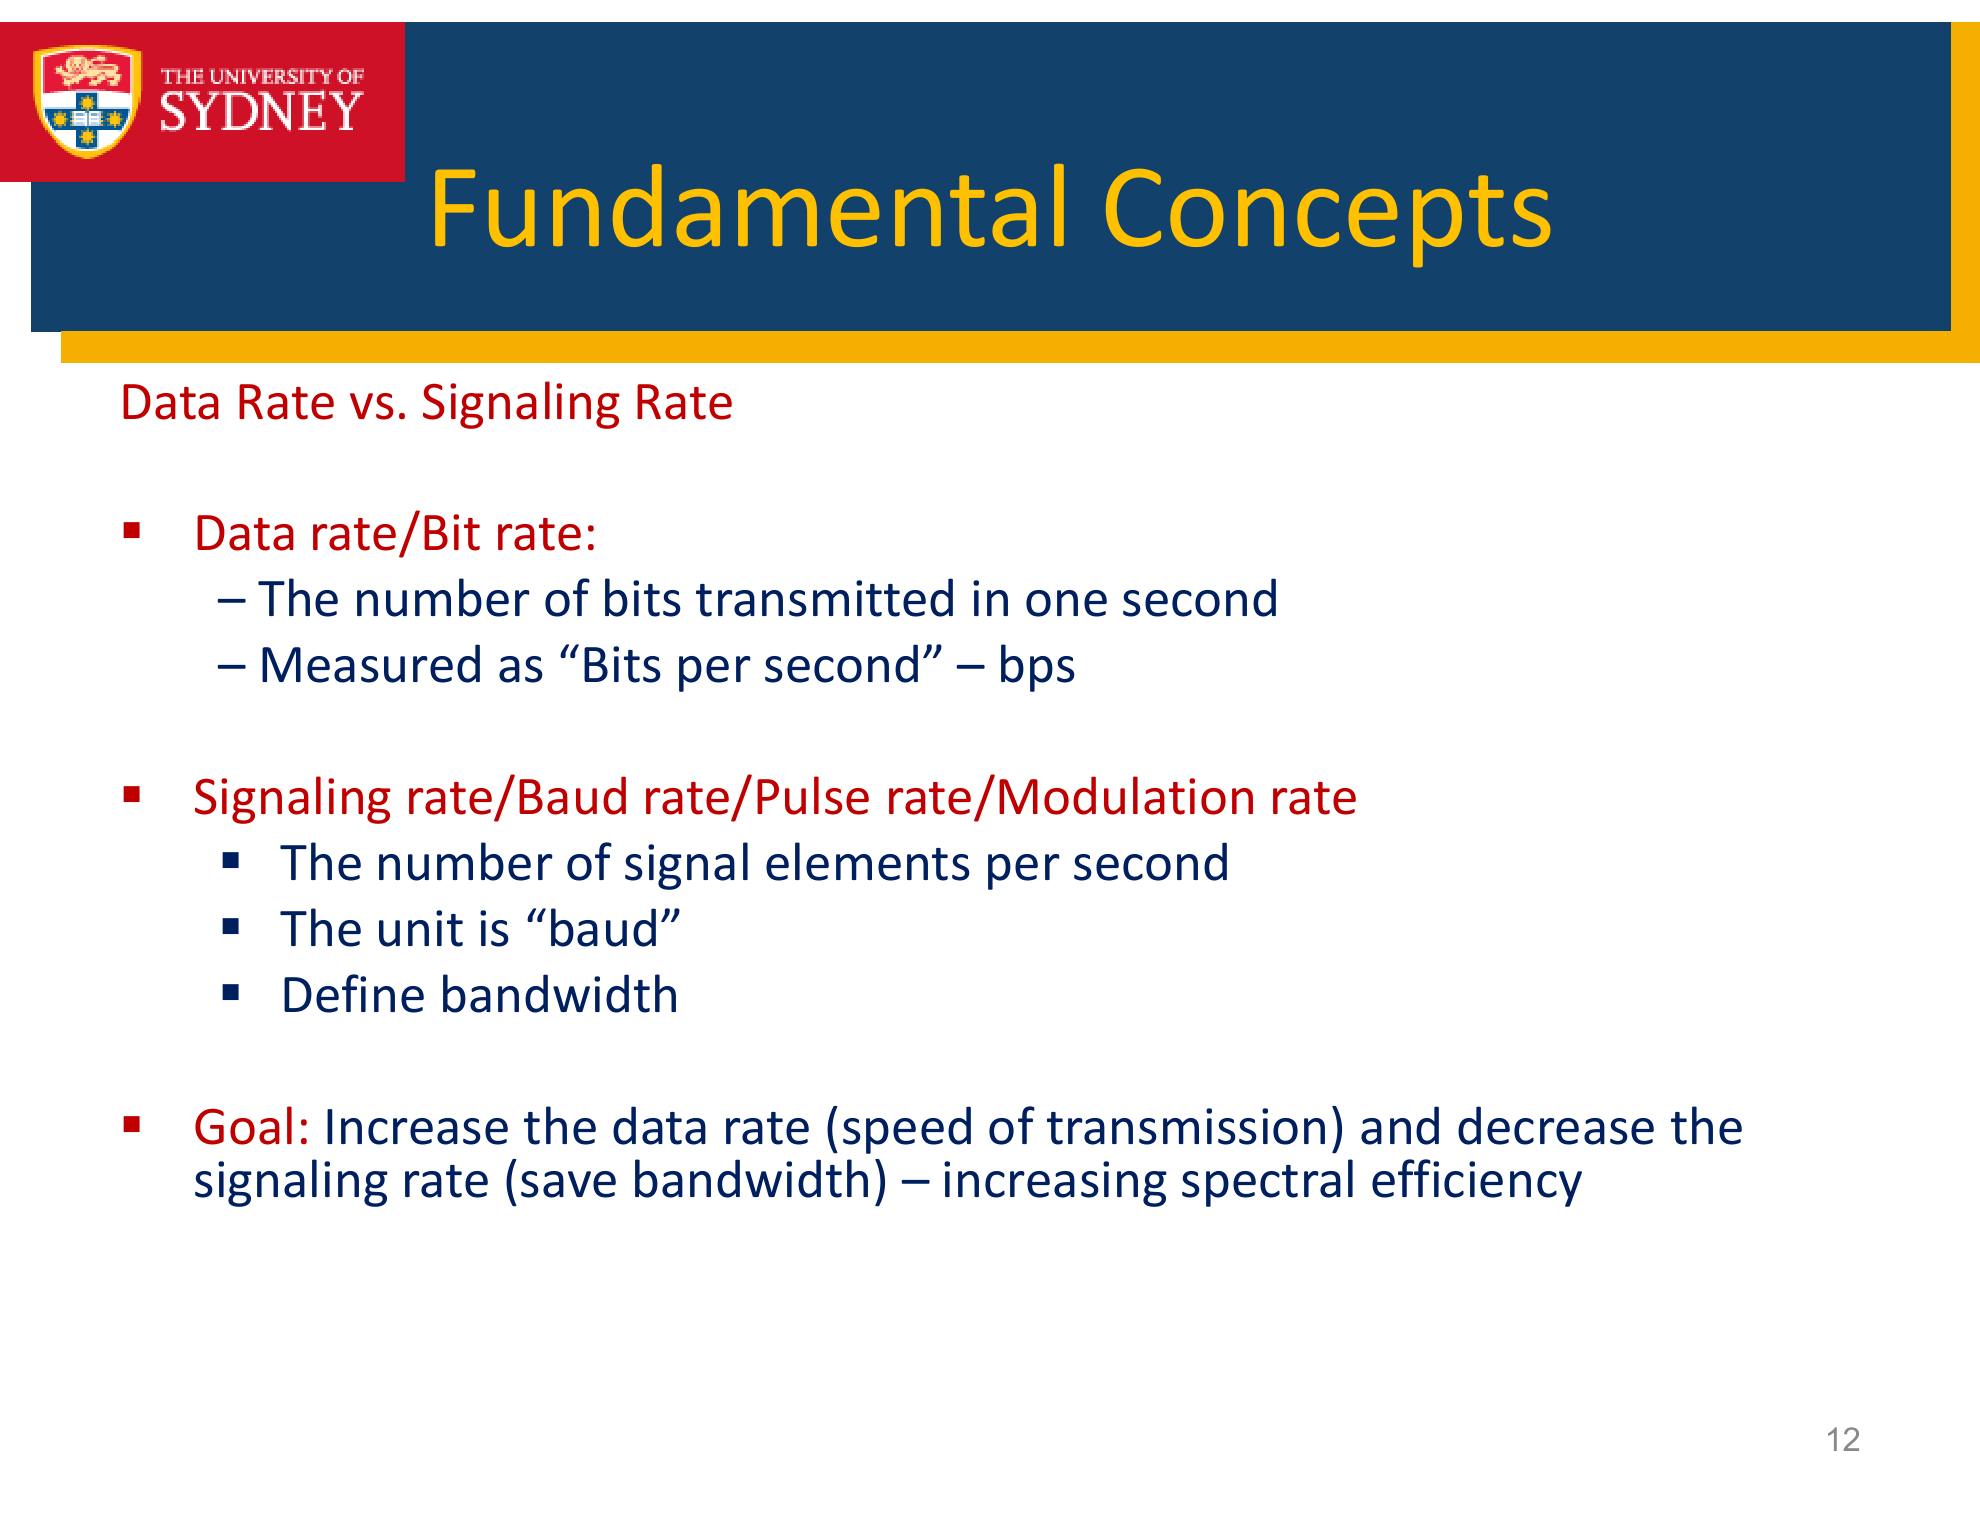 THE UNIVERSITY OF
SYDNEY
Fundamental Concepts
Data Rate vs. Signaling Rate
▪ Data rate/Bit rate:
– The number of bits transmitted in one second
– Measured as “Bits per second” – bps
▪ Signaling rate/Baud rate/Pulse rate/Modulation rate
▪ The number of signal elements per second
▪ The unit is “baud”
▪ Define bandwidth
▪ Goal: Increase the data rate (speed of transmission) and decrease the
signaling rate (save bandwidth) – increasing spectral efficiency
12